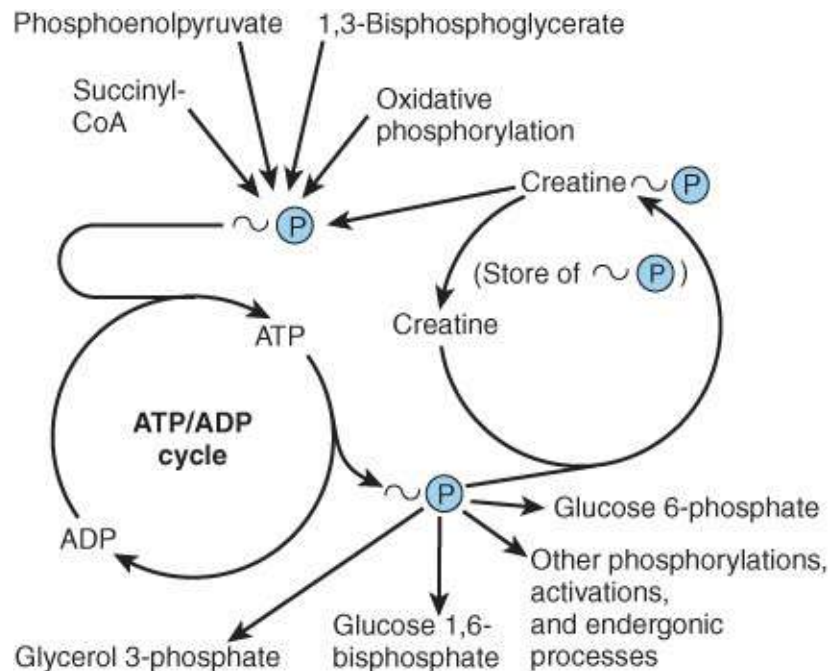 Phosphoenolpyruvate
1,3-Bisphosphoglycerate
Succinyl-
CoA
Oxidative
phosphorylation
Creatine ~ P
~ P
(Store of ~ P)
Creatine
ATP
ATP/ADP
cycle
~ P
ADP
Glucose 6-phosphate
Other phosphorylations,
activations,
and endergonic
processes
Glucose 1,6-
bisphosphate
Glycerol 3-phosphate